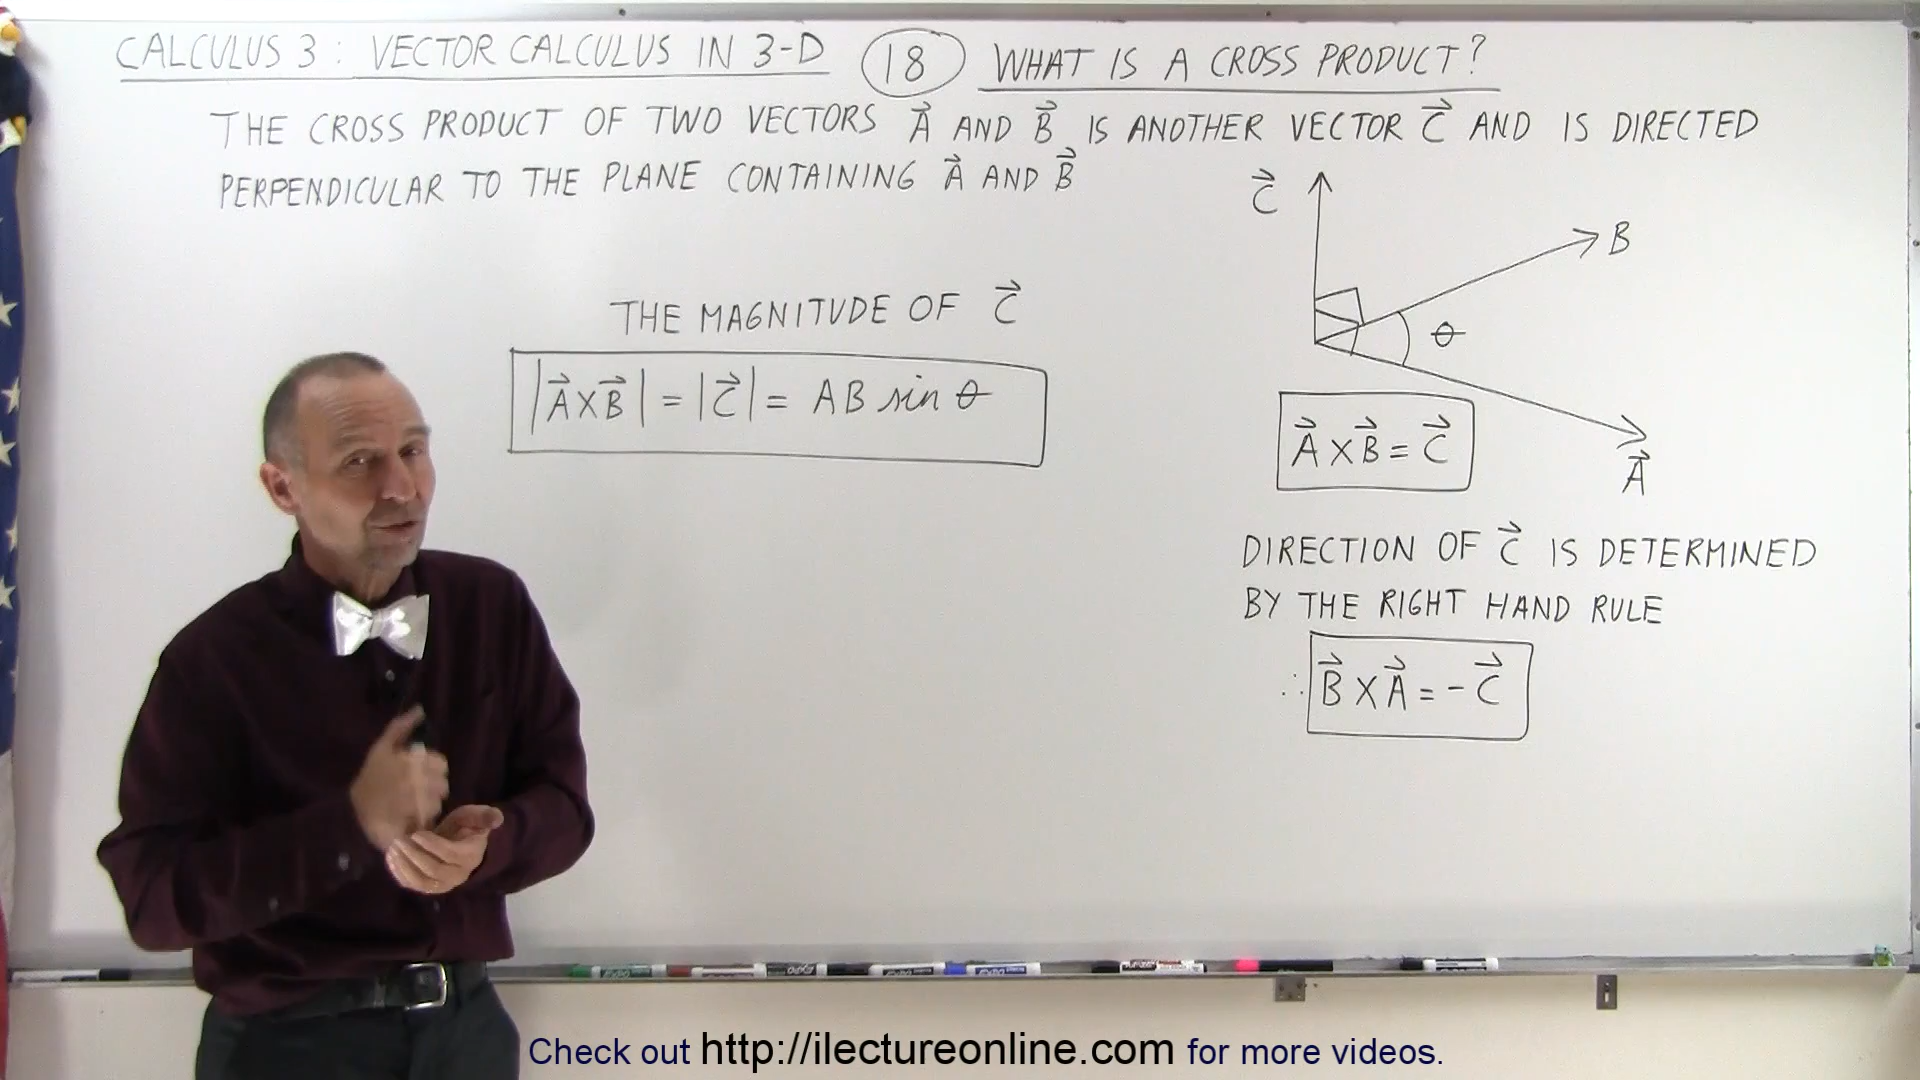 CALCULUS 3: VECTOR CALCULUS IN 3-D 18 WHAT IS A CROSS PRODUCT?
THE CROSS PRODUCT OF TWO VECTORS A⃗ AND B⃗ IS ANOTHER VECTOR C⃗ AND IS DIRECTED
PERPENDICULAR TO THE PLANE CONTAINING A⃗ AND B⃗
C⃗
B
θ
A⃗
THE MAGNITUDE OF C⃗
|A⃗×B⃗| = |C⃗| = AB sin θ
A⃗×B⃗ = C⃗
DIRECTION OF C⃗ IS DETERMINED
BY THE RIGHT HAND RULE
∴ B⃗×A⃗ = -C⃗
Check out http://ilectureonline.com for more videos.